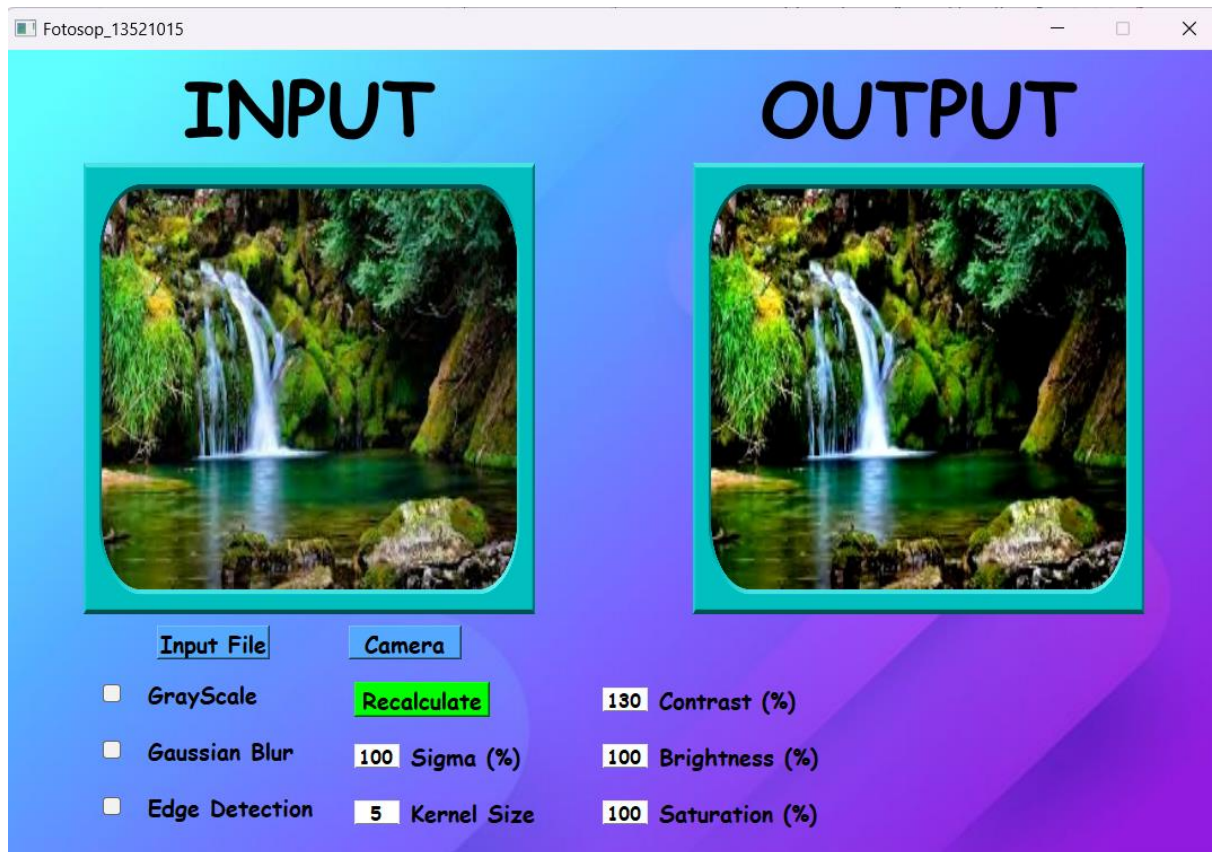 Fotosop_13521015
INPUT
OUTPUT
Input File
Camera
GrayScale
Recalculate
130 Contrast (%)
Gaussian Blur
100 Sigma (%)
100 Brightness (%)
Edge Detection
5 Kernel Size
100 Saturation (%)